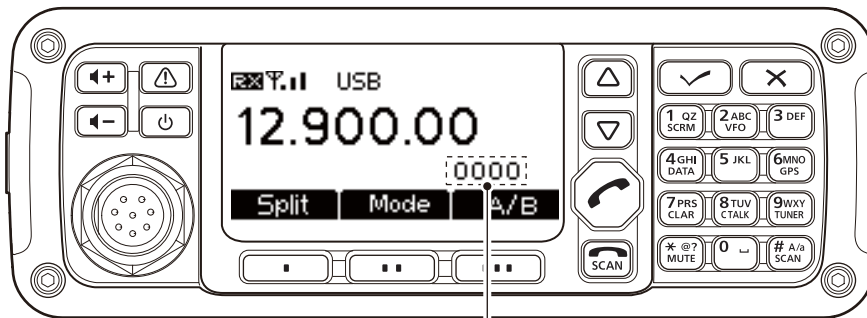 RX USB
12.900.00
0000
Split Mode A/B
SCAN
1 QZ SCRM
2 ABC VFO
3 DEF
4 GHI DATA
5 JKL
6 MNO GPS
7 PRS CLAR
8 TUV CTALK
9 WXY TUNER
* @? MUTE
0 ␣
# A/a SCAN